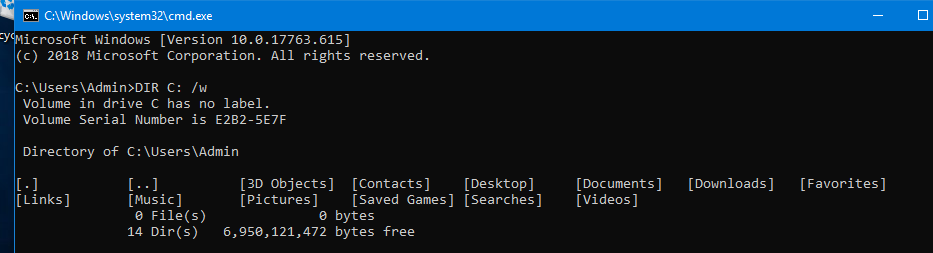 C:\Windows\system32\cmd.exe
Microsoft Windows [Version 10.0.17763.615]
(c) 2018 Microsoft Corporation. All rights reserved.
C:\Users\Admin>DIR C: /w
Volume in drive C has no label.
Volume Serial Number is E2B2-5E7F
Directory of C:\Users\Admin
[.] [..] [3D Objects] [Contacts] [Desktop] [Documents] [Downloads] [Favorites]
[Links] [Music] [Pictures] [Saved Games] [Searches] [Videos]
0 File(s) 0 bytes
14 Dir(s) 6,950,121,472 bytes free